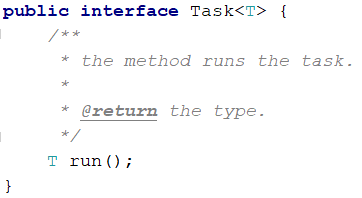 public interface Task<T> {
/**
* the method runs the task.
*
* @return the type.
*/
T run();
}